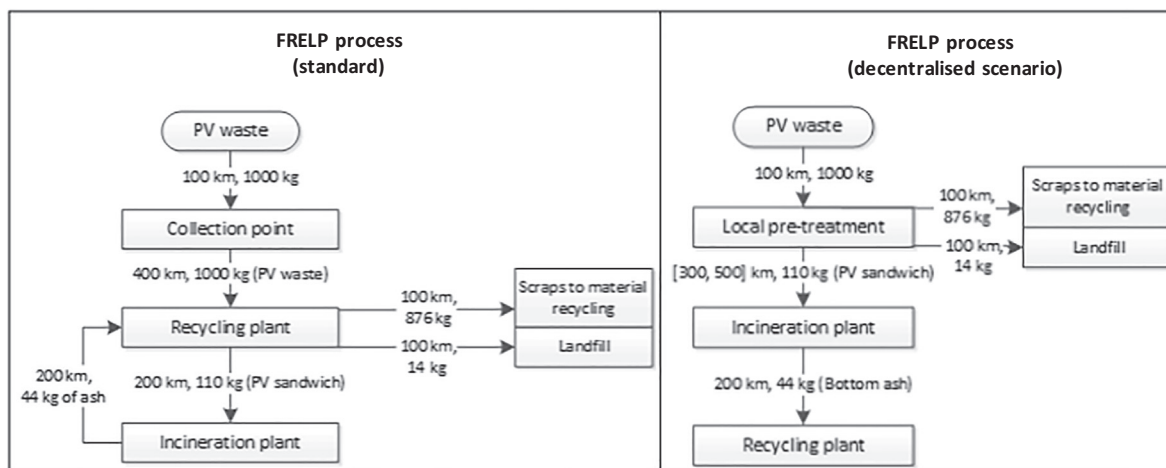 FRELP process
(standard)
PV waste
100 km, 1000 kg
Collection point
400 km, 1000 kg (PV waste)
Recycling plant
100 km,
876 kg
Scraps to material
recycling
100 km,
14 kg
Landfill
200 km,
44 kg of ash
200 km, 110 kg (PV sandwich)
Incineration plant
FRELP process
(decentralised scenario)
PV waste
100 km, 1000 kg
Local pre-treatment
100 km,
876 kg
Scraps to material
recycling
100 km,
14 kg
Landfill
[300, 500] km, 110 kg (PV sandwich)
Incineration plant
200 km, 44 kg (Bottom ash)
Recycling plant